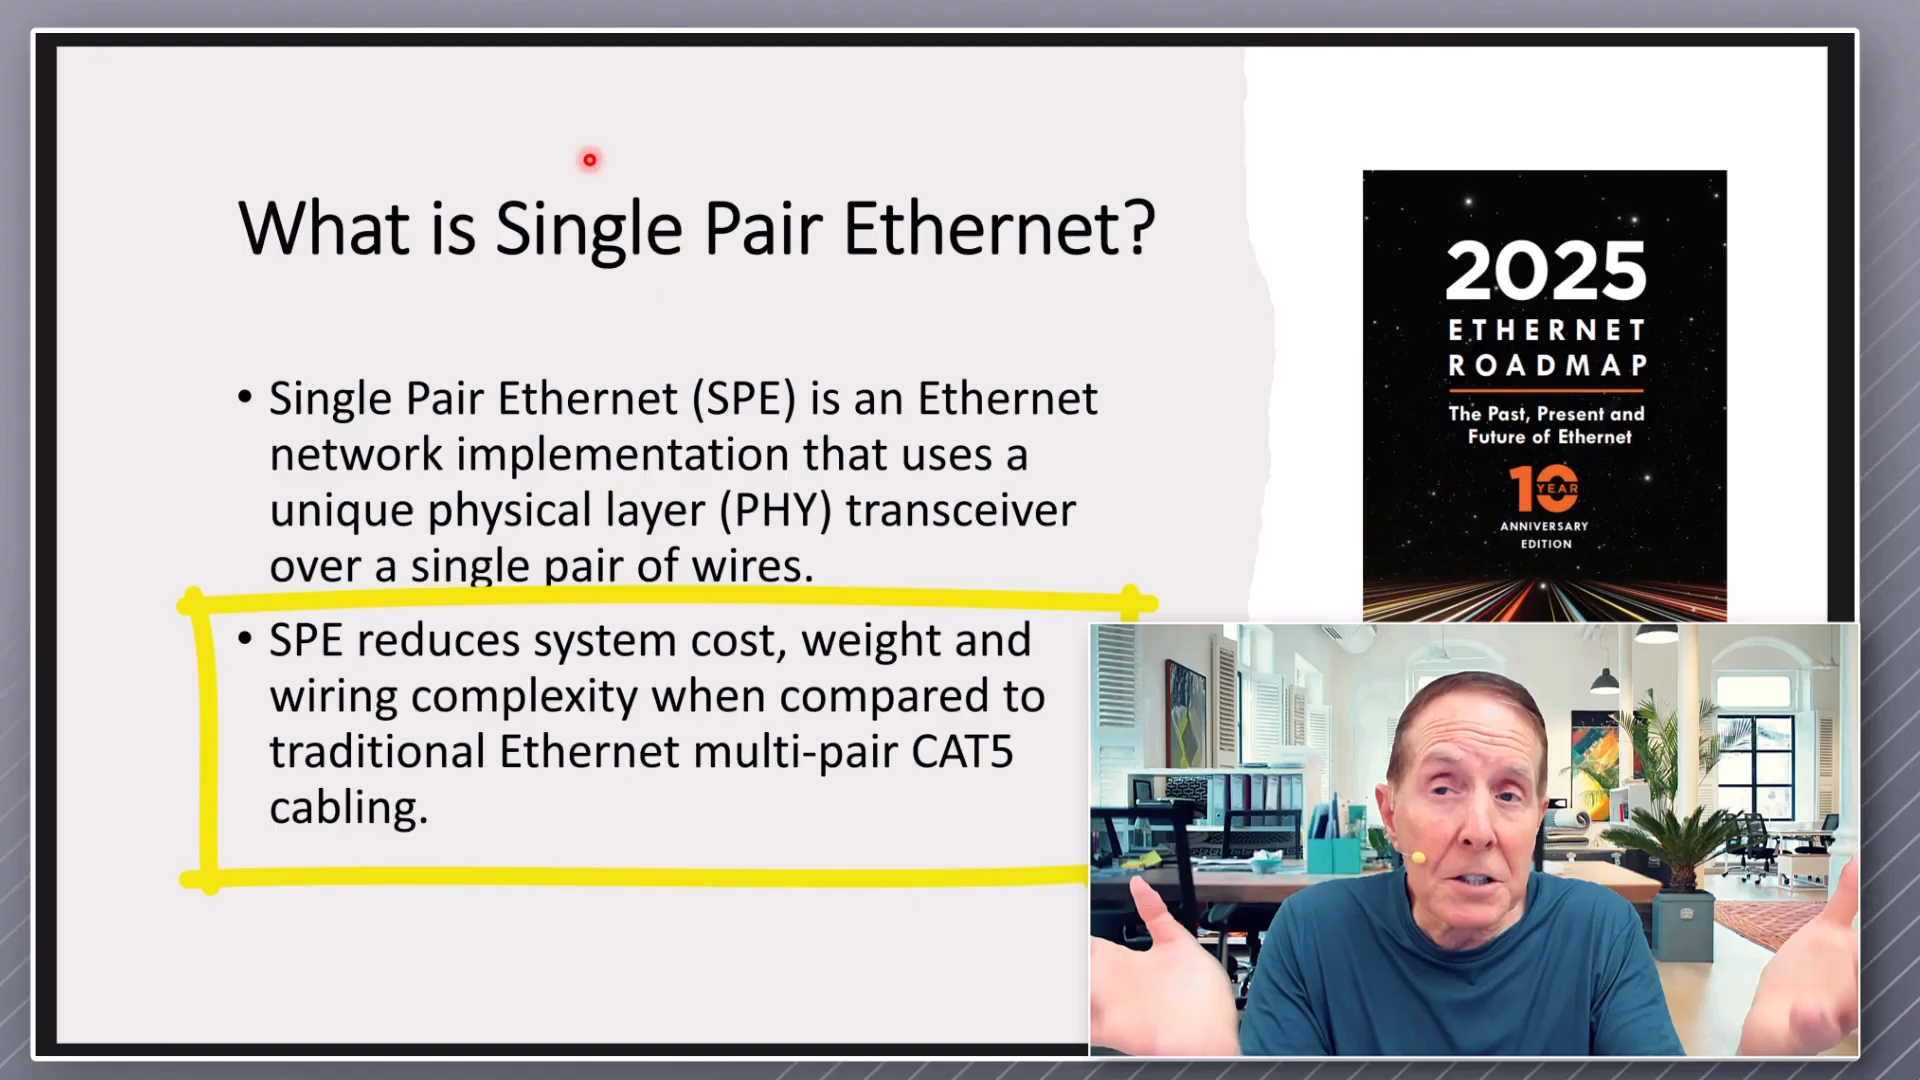 What is Single Pair Ethernet?
• Single Pair Ethernet (SPE) is an Ethernet
network implementation that uses a
unique physical layer (PHY) transceiver
over a single pair of wires.
• SPE reduces system cost, weight and
wiring complexity when compared to
traditional Ethernet multi-pair CAT5
cabling.
2025
ETHERNET
ROADMAP
The Past, Present and
Future of Ethernet
10 YEAR
ANNIVERSARY
EDITION